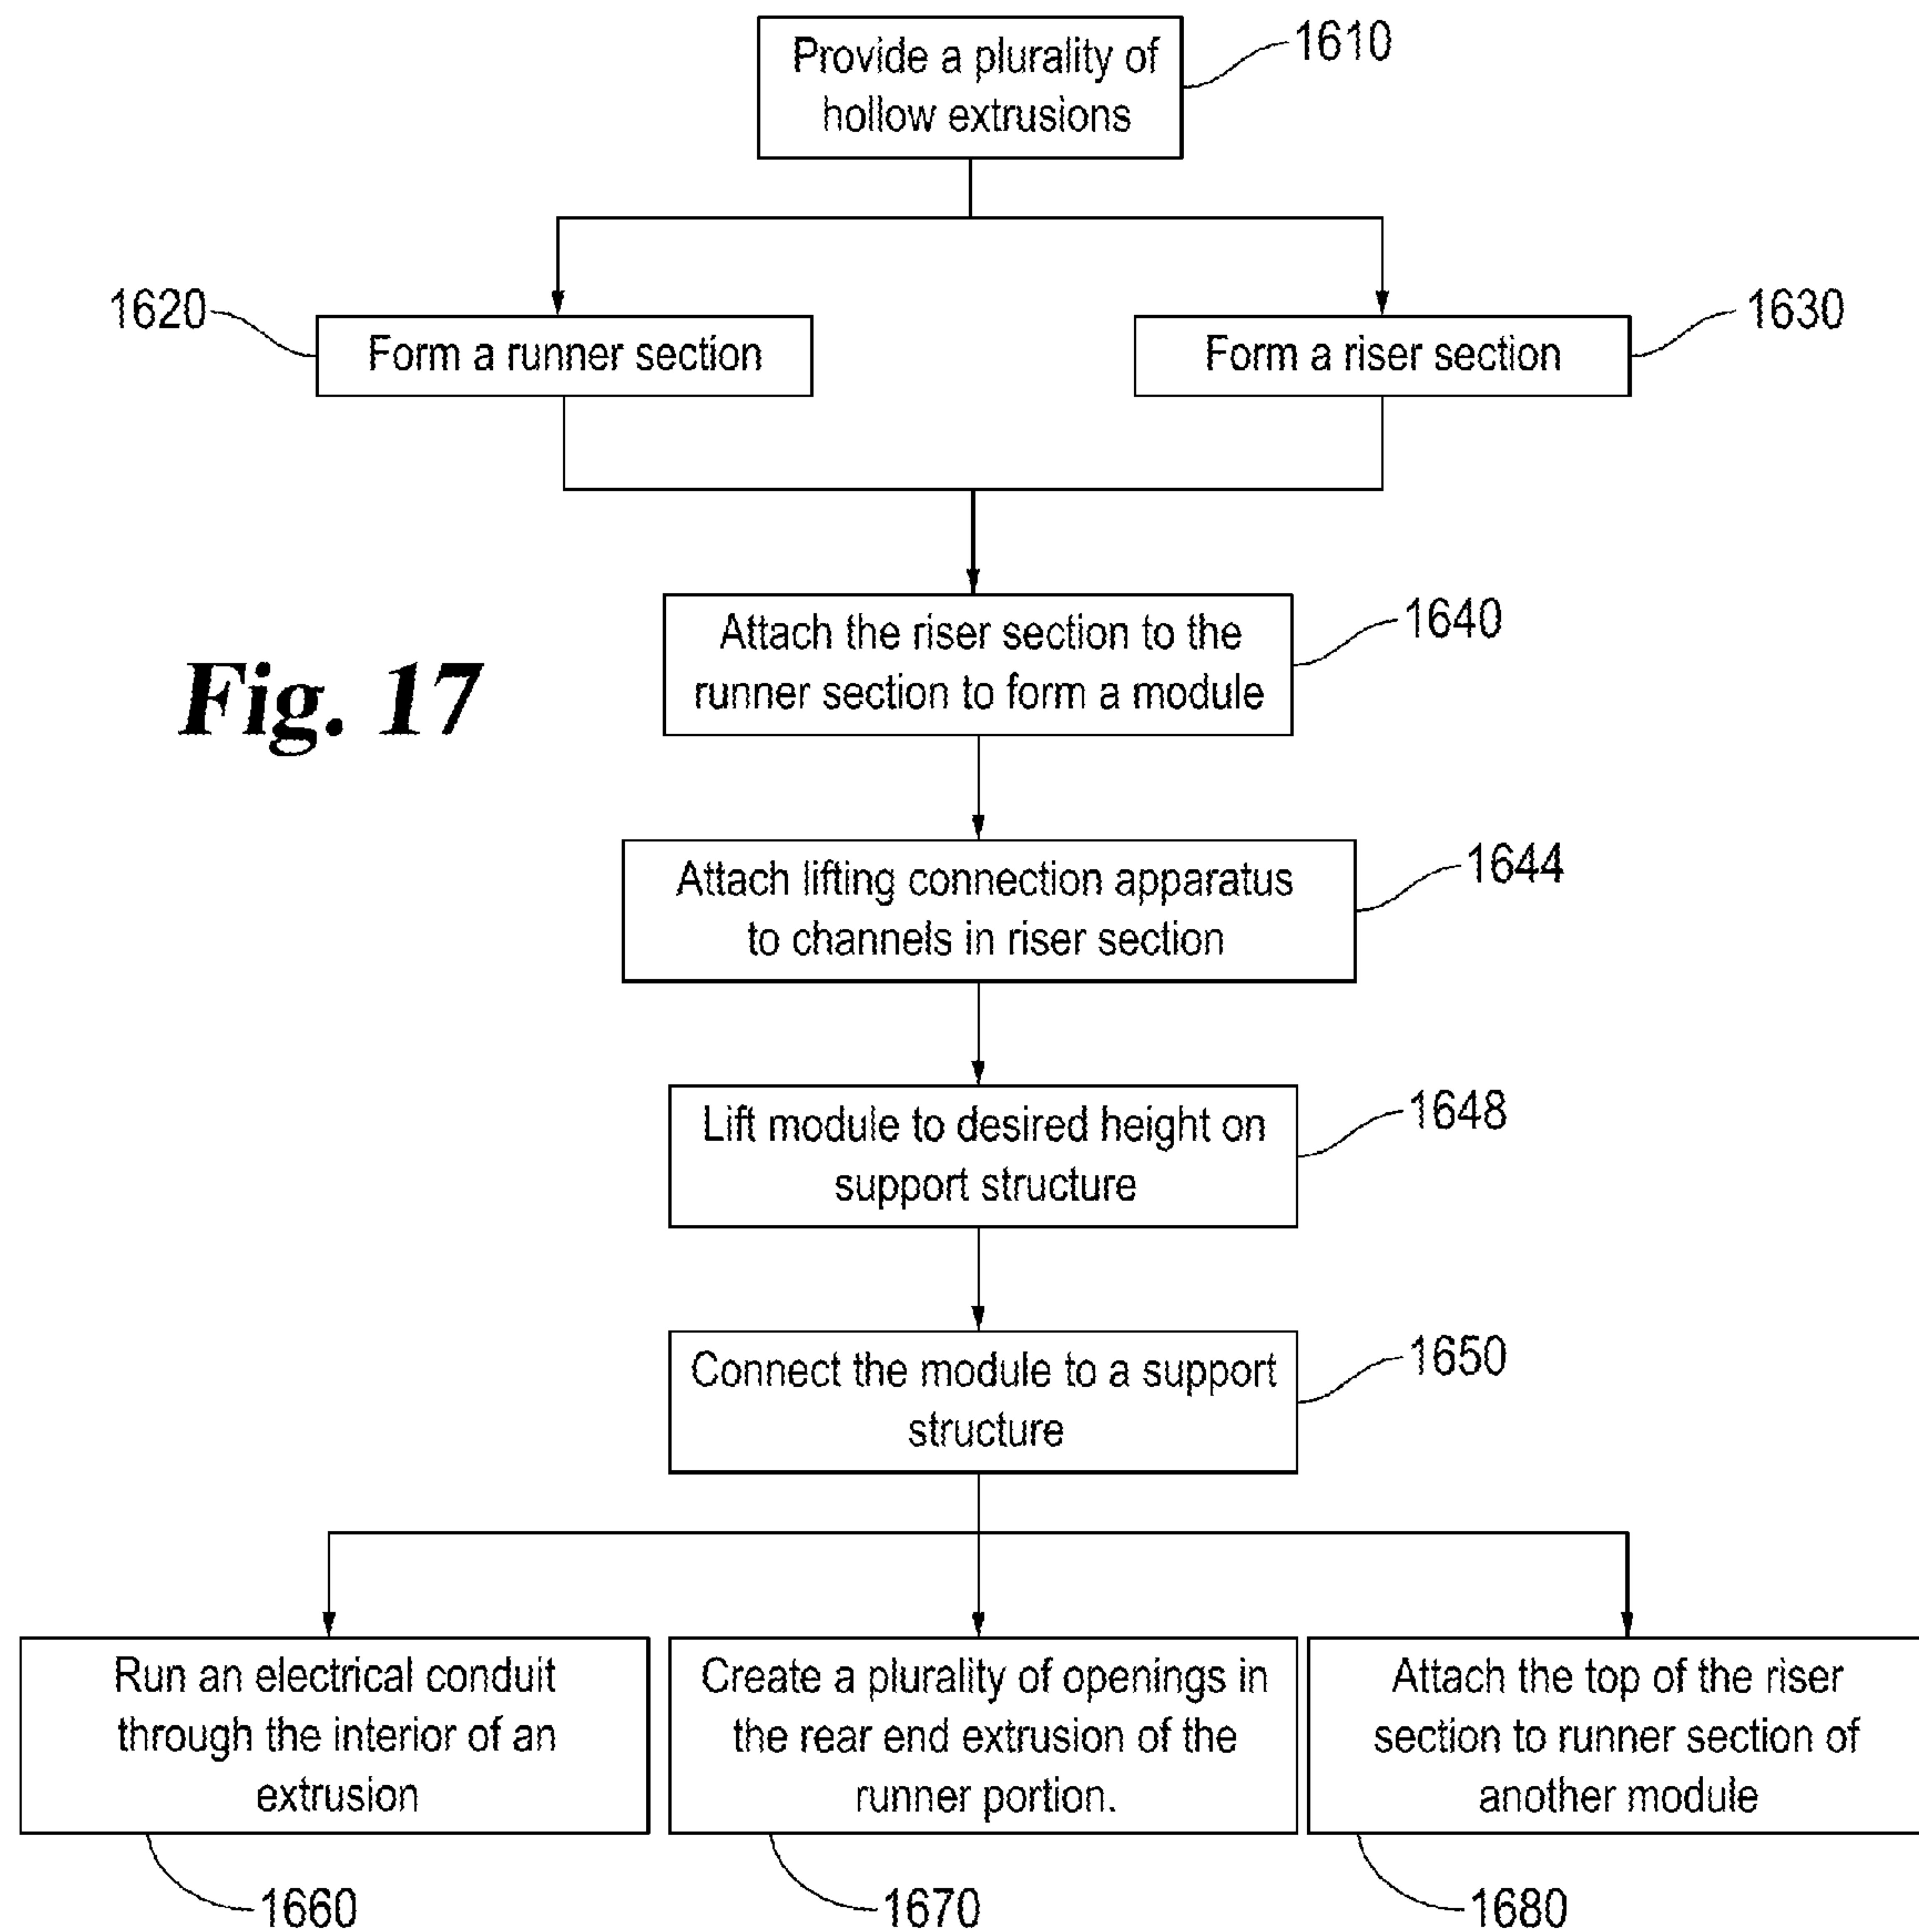 Provide a plurality of
hollow extrusions
1610
1620
Form a runner section
Form a riser section
1630
Fig. 17
Attach the riser section to the
runner section to form a module
1640
Attach lifting connection apparatus
to channels in riser section
1644
Lift module to desired height on
support structure
1648
Connect the module to a support
structure
1650
Run an electrical conduit
through the interior of an
extrusion
Create a plurality of openings in
the rear end extrusion of the
runner portion.
Attach the top of the riser
section to runner section of
another module
1660
1670
1680